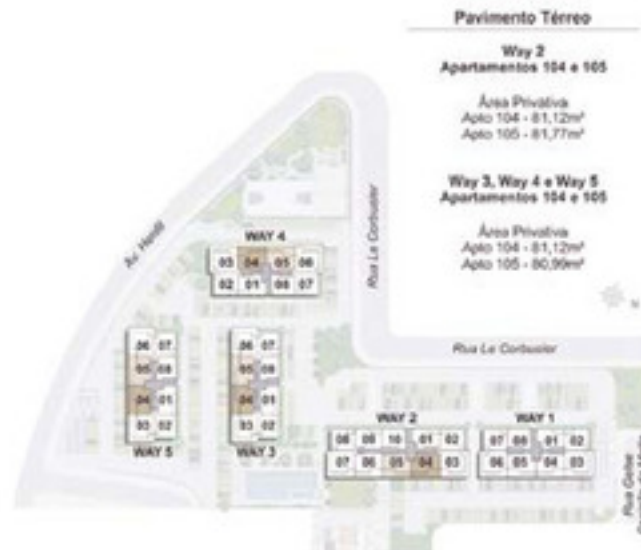 Pavimento Térreo
Way 2
Apartamentos 104 e 105
Área Privativa
Apto 104 - 81,12m²
Apto 105 - 81,77m²
Way 3, Way 4 e Way 5
Apartamentos 104 e 105
Área Privativa
Apto 104 - 81,12m²
Apto 105 - 80,99m²
Rua Le Corbusier
Rua Le Corbusier
WAY 4
03 04 05 06
02 01 08 07
06 07
05 08
04 01
03 02
WAY 5
06 07
05 08
04 01
03 02
WAY 3
WAY 2
08 09 10 01 02
07 06 05 04 03
WAY 1
07 08 01 02
06 05 04 03